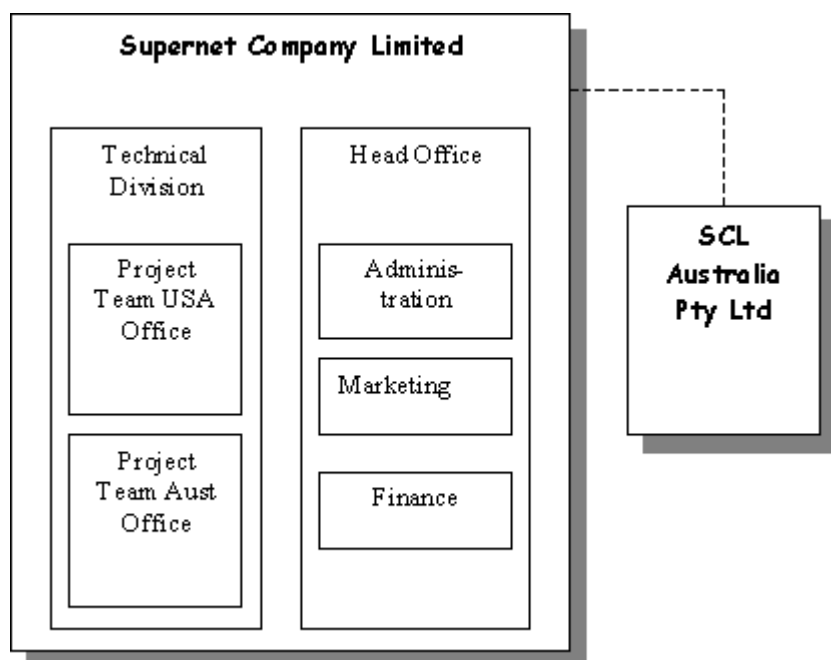 Supernet Company Limited
Technical
Division
Project
Team USA
Office
Project
Team Aust
Office
Head Office
Adminis-
tration
Marketing
Finance
SCL
Australia
Pty Ltd